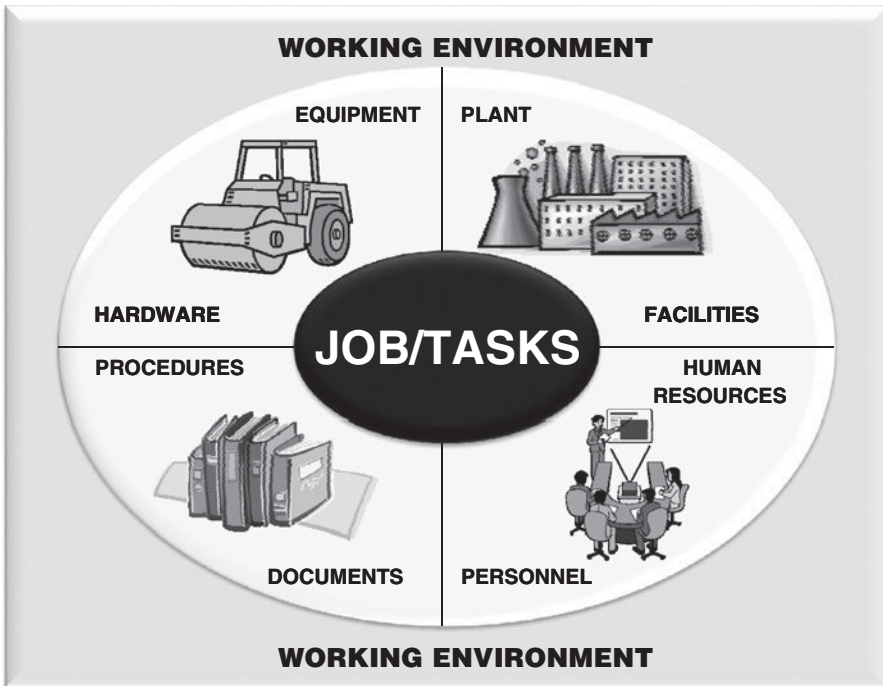 WORKING ENVIRONMENT
EQUIPMENT
PLANT
HARDWARE
FACILITIES
JOB/TASKS
PROCEDURES
HUMAN
RESOURCES
DOCUMENTS
PERSONNEL
WORKING ENVIRONMENT